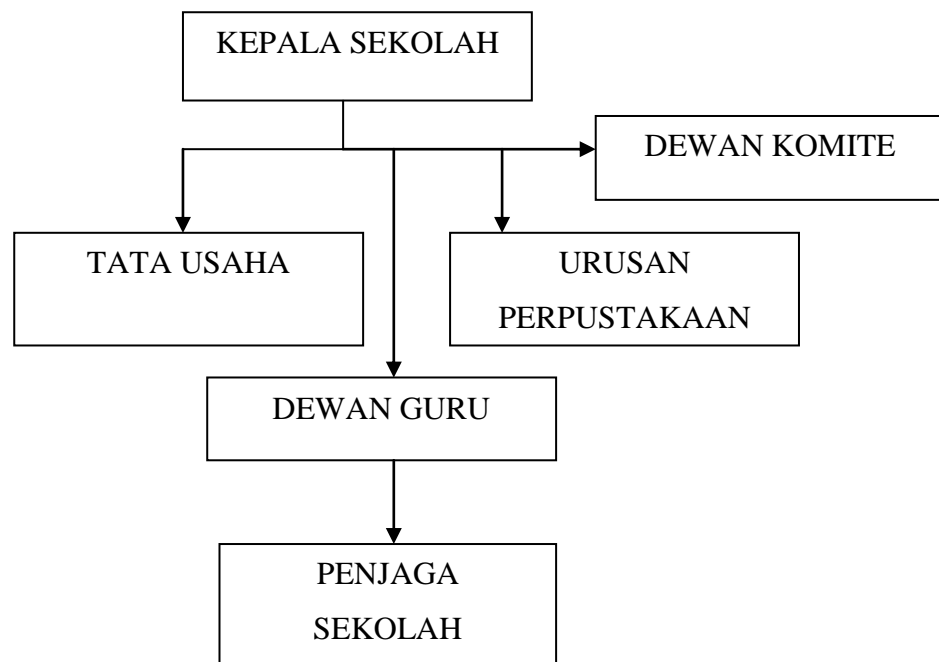 KEPALA SEKOLAH
DEWAN KOMITE
TATA USAHA
URUSAN
PERPUSTAKAAN
DEWAN GURU
PENJAGA
SEKOLAH